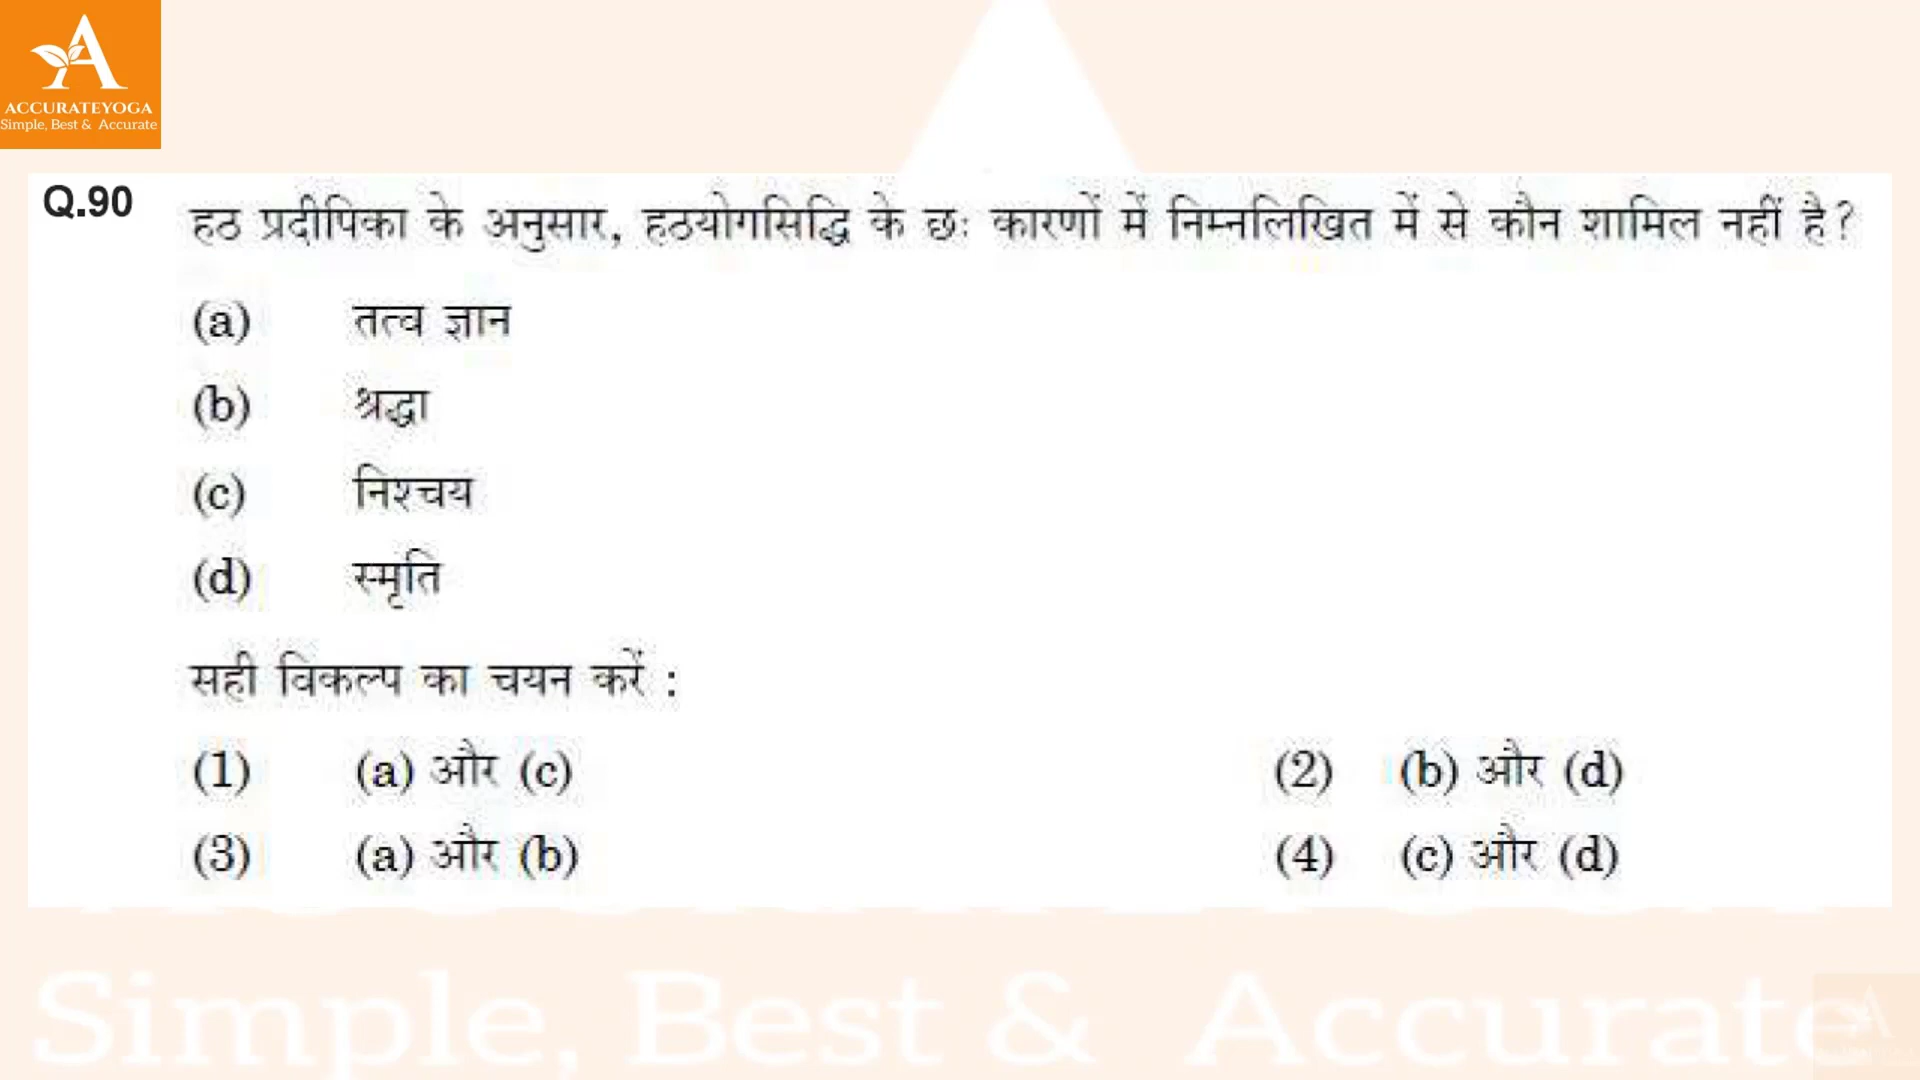 ACCURATEYOGA
Simple, Best & Accurate
Q.90 हठ प्रदीपिका के अनुसार, हठयोगसिद्धि के छः कारणों में निम्नलिखित में से कौन शामिल नहीं है?
(a) तत्व ज्ञान
(b) श्रद्धा
(c) निश्चय
(d) स्मृति
सही विकल्प का चयन करें :
(1) (a) और (c) (2) (b) और (d)
(3) (a) और (b) (4) (c) और (d)
Simple, Best & Accurate